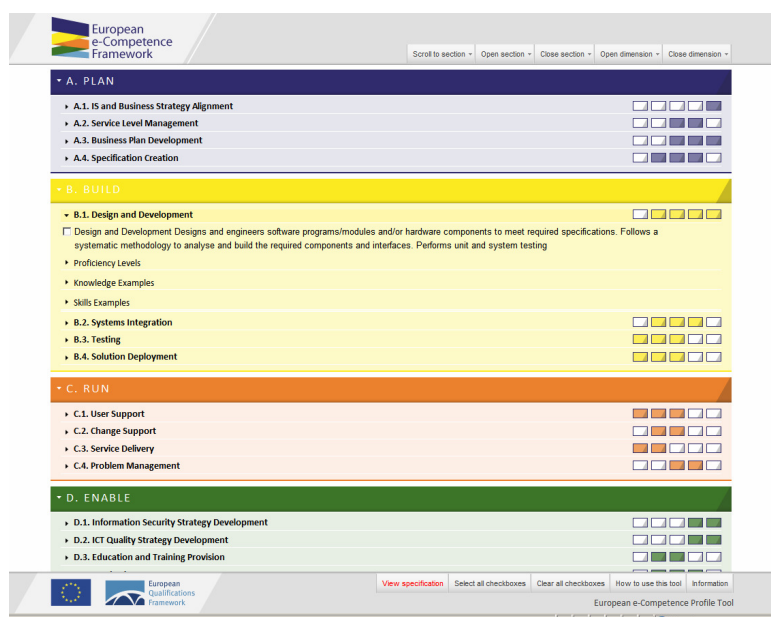 European
e-Competence
Framework
Scroll to section Open section Close section Open dimension Close dimension
A. PLAN
A.1. IS and Business Strategy Alignment
A.2. Service Level Management
A.3. Business Plan Development
A.4. Specification Creation
B. BUILD
B.1. Design and Development
Design and Development Designs and engineers software programs/modules and/or hardware components to meet required specifications. Follows a
systematic methodology to analyse and build the required components and interfaces. Performs unit and system testing
Proficiency Levels
Knowledge Examples
Skills Examples
B.2. Systems Integration
B.3. Testing
B.4. Solution Deployment
C. RUN
C.1. User Support
C.2. Change Support
C.3. Service Delivery
C.4. Problem Management
D. ENABLE
D.1. Information Security Strategy Development
D.2. ICT Quality Strategy Development
D.3. Education and Training Provision
European
Qualifications
Framework
View specification Select all checkboxes Clear all checkboxes How to use this tool Information
European e-Competence Profile Tool